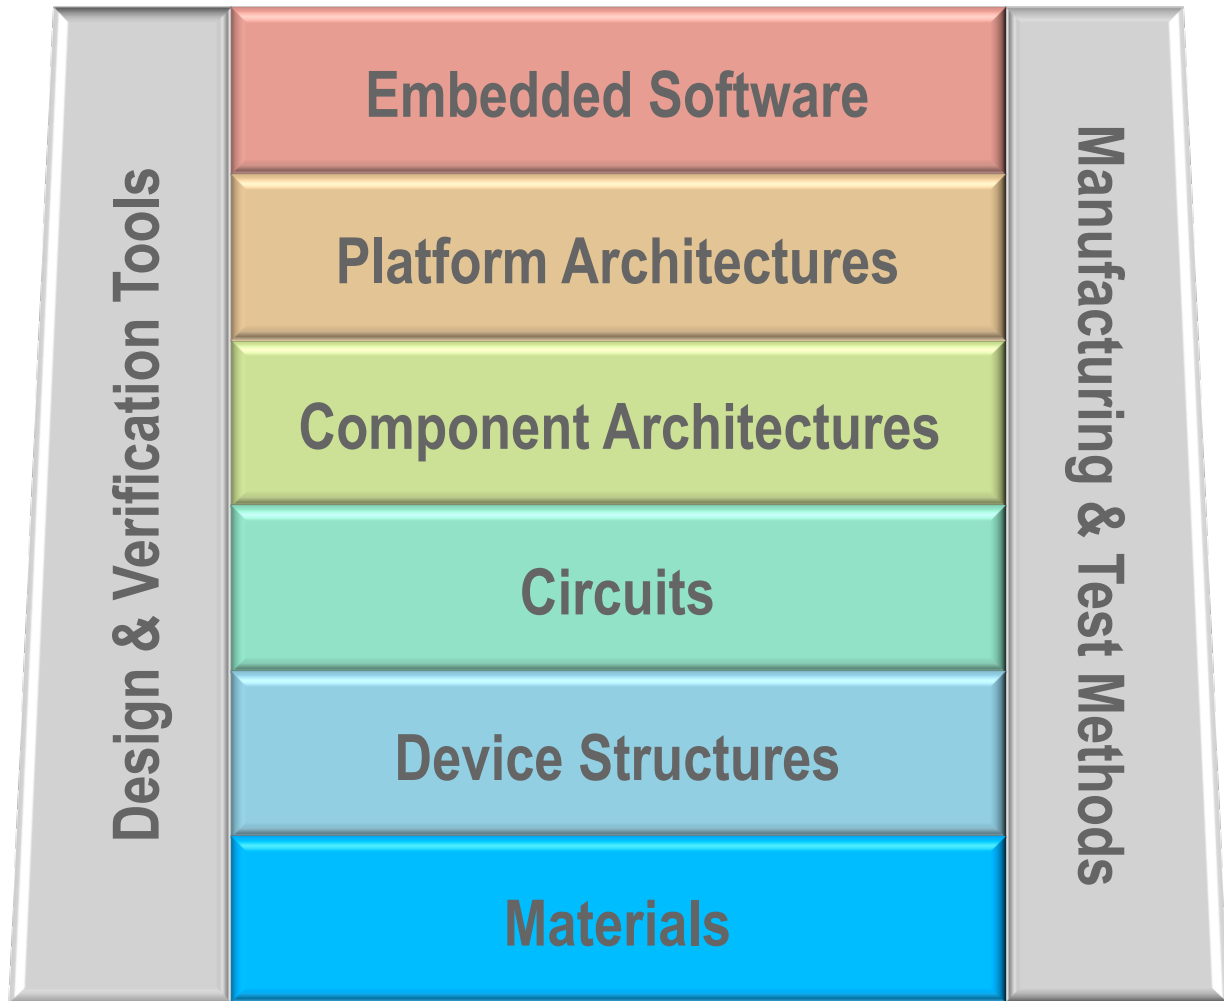 Design & Verification Tools
Embedded Software
Platform Architectures
Component Architectures
Circuits
Device Structures
Materials
Manufacturing & Test Methods